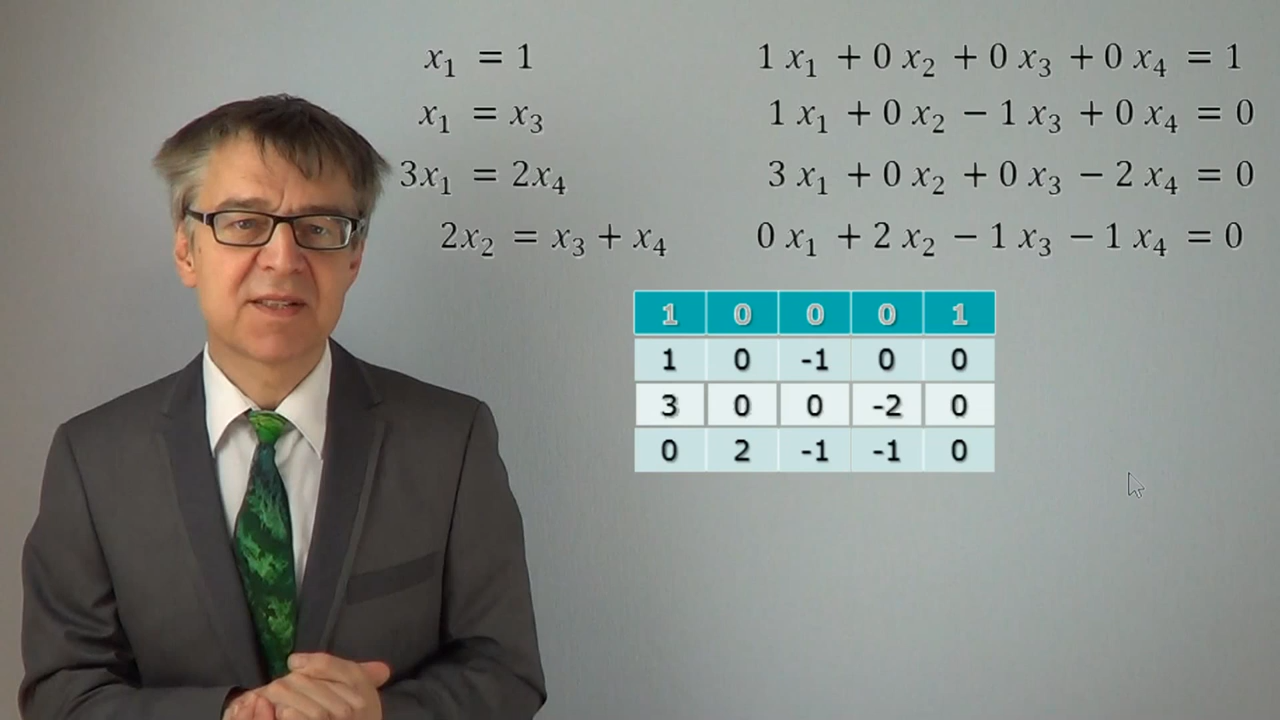 x₁ = 1
x₁ = x₃
3x₁ = 2x₄
2x₂ = x₃ + x₄
1 x₁ + 0 x₂ + 0 x₃ + 0 x₄ = 1
1 x₁ + 0 x₂ − 1 x₃ + 0 x₄ = 0
3 x₁ + 0 x₂ + 0 x₃ − 2 x₄ = 0
0 x₁ + 2 x₂ − 1 x₃ − 1 x₄ = 0
1 0 0 0 1
1 0 -1 0 0
3 0 0 -2 0
0 2 -1 -1 0